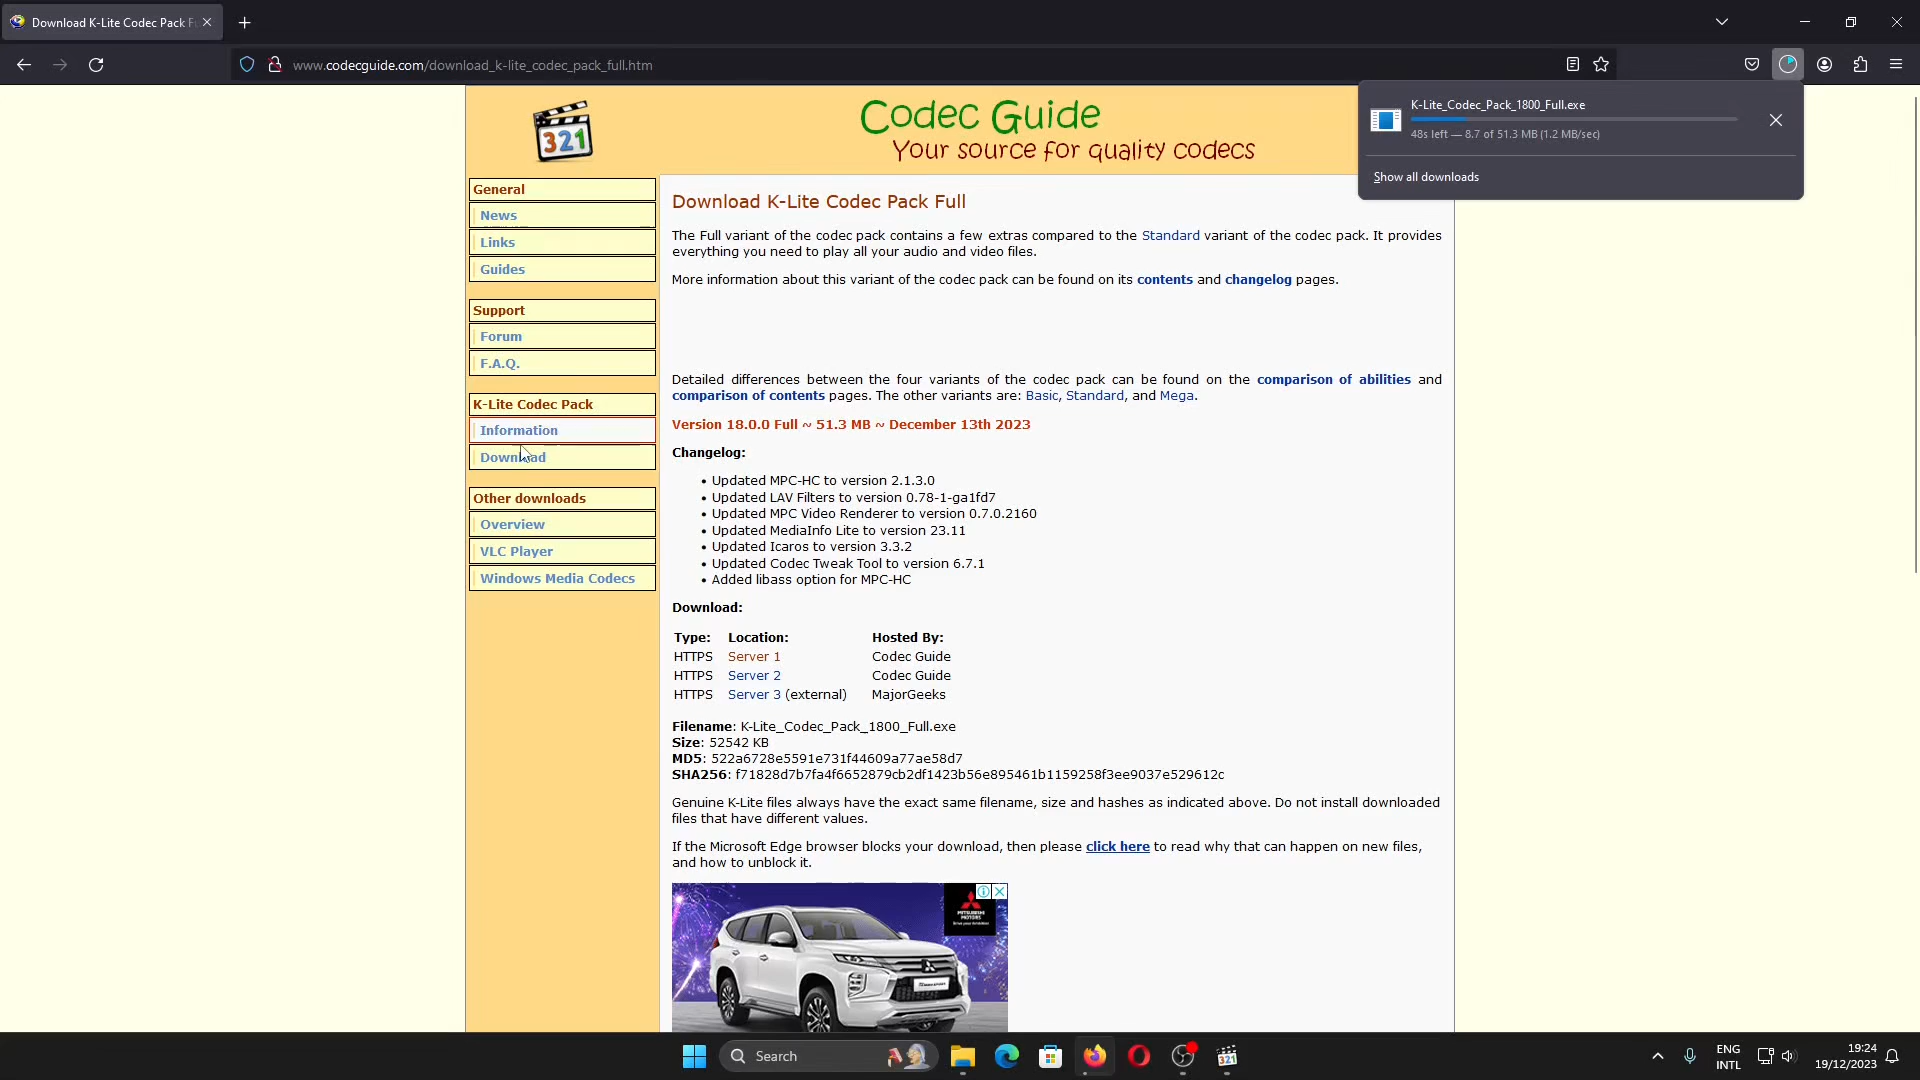 Download K-Lite Codec Pack F
www.codecguide.com/download_k-lite_codec_pack_full.htm
K-Lite_Codec_Pack_1800_Full.exe
48s left — 8.7 of 51.3 MB (1.2 MB/sec)
Show all downloads
321
Codec Guide
Your source for quality codecs
General
News
Links
Guides
Support
Forum
F.A.Q.
K-Lite Codec Pack
Information
Download
Other downloads
Overview
VLC Player
Windows Media Codecs
Download K-Lite Codec Pack Full
The Full variant of the codec pack contains a few extras compared to the Standard variant of the codec pack. It provides
everything you need to play all your audio and video files.
More information about this variant of the codec pack can be found on its contents and changelog pages.
Detailed differences between the four variants of the codec pack can be found on the comparison of abilities and
comparison of contents pages. The other variants are: Basic, Standard, and Mega.
Version 18.0.0 Full ~ 51.3 MB ~ December 13th 2023
Changelog:
• Updated MPC-HC to version 2.1.3.0
• Updated LAV Filters to version 0.78-1-ga1fd7
• Updated MPC Video Renderer to version 0.7.0.2160
• Updated MediaInfo Lite to version 23.11
• Updated Icaros to version 3.3.2
• Updated Codec Tweak Tool to version 6.7.1
• Added libass option for MPC-HC
Download:
Type: Location: Hosted By:
HTTPS Server 1 Codec Guide
HTTPS Server 2 Codec Guide
HTTPS Server 3 (external) MajorGeeks
Filename: K-Lite_Codec_Pack_1800_Full.exe
Size: 52542 KB
MD5: 522a6728e5591e731f44609a77ae58d7
SHA256: f71828d7b7fa4f6652879cb2df1423b56e895461b1159258f3ee9037e529612c
Genuine K-Lite files always have the exact same filename, size and hashes as indicated above. Do not install downloaded
files that have different values.
If the Microsoft Edge browser blocks your download, then please click here to read why that can happen on new files,
and how to unblock it.
MITSUBISHI
MOTORS
Search
321
ENG
INTL
19:24
19/12/2023